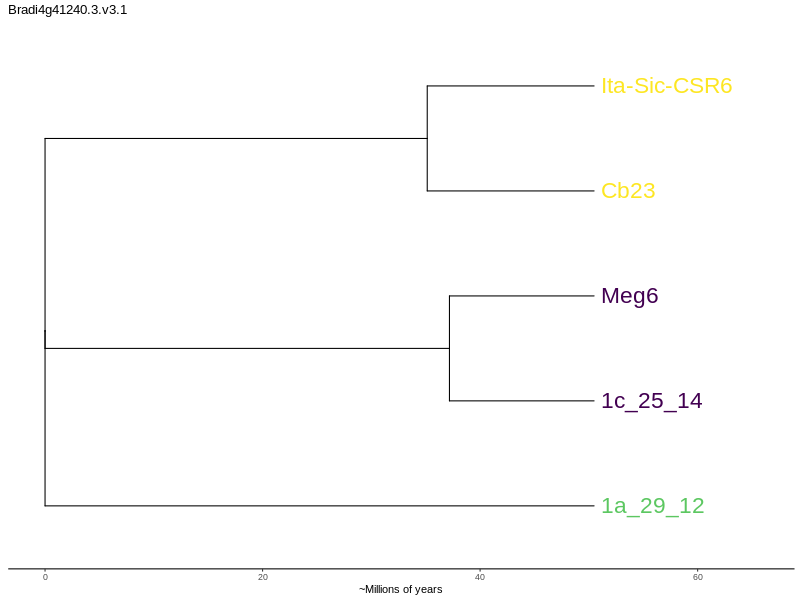 Bradi4g41240.3.v3.1
Ita-Sic-CSR6
Cb23
Meg6
1c_25_14
1a_29_12
0 20 40 60
~Millions of years